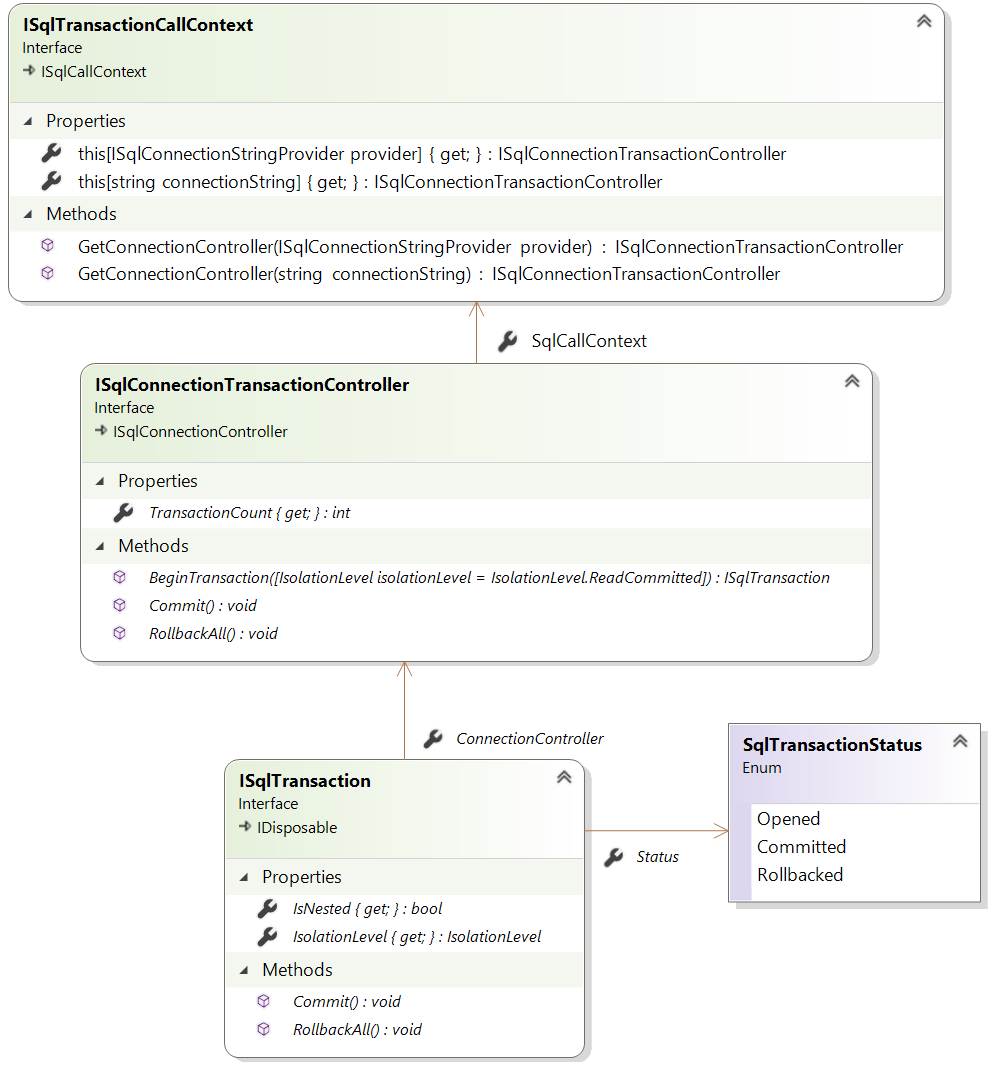 ISqlTransactionCallContext
Interface
ISqlCallContext
Properties
this[ISqlConnectionStringProvider provider] { get; } : ISqlConnectionTransactionController
this[string connectionString] { get; } : ISqlConnectionTransactionController
Methods
GetConnectionController(ISqlConnectionStringProvider provider) : ISqlConnectionTransactionController
GetConnectionController(string connectionString) : ISqlConnectionTransactionController
SqlCallContext
ISqlConnectionTransactionController
Interface
ISqlConnectionController
Properties
TransactionCount { get; } : int
Methods
BeginTransaction([IsolationLevel isolationLevel = IsolationLevel.ReadCommitted]) : ISqlTransaction
Commit() : void
RollbackAll() : void
ConnectionController
ISqlTransaction
Interface
IDisposable
Properties
IsNested { get; } : bool
IsolationLevel { get; } : IsolationLevel
Methods
Commit() : void
RollbackAll() : void
Status
SqlTransactionStatus
Enum
Opened
Committed
Rollbacked